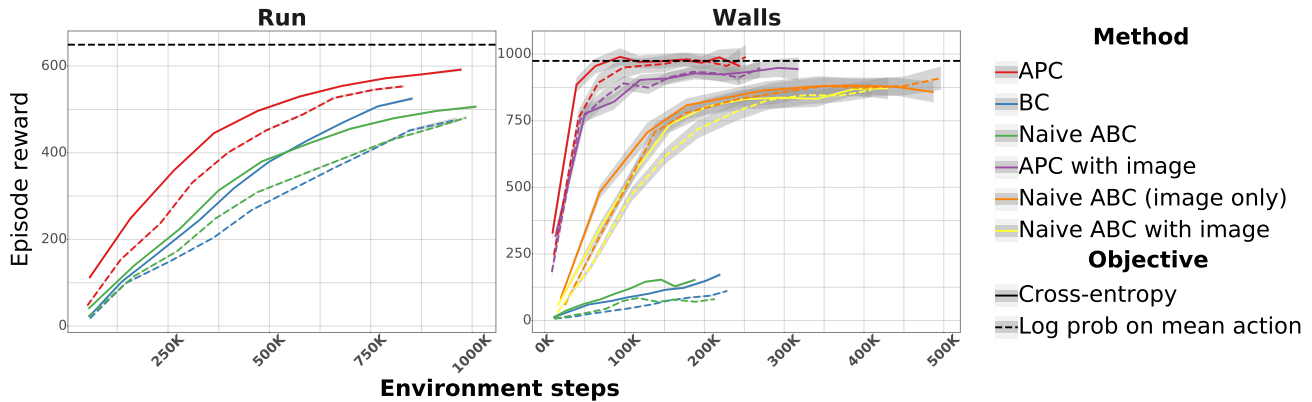 Run
Walls
Method
APC
BC
Naive ABC
APC with image
Naive ABC (image only)
Naive ABC with image
Objective
Cross-entropy
Log prob on mean action
Episode reward
600
400
200
0
1000
750
500
250
0
250K
500K
750K
1000K
0K
100K
200K
300K
400K
500K
Environment steps